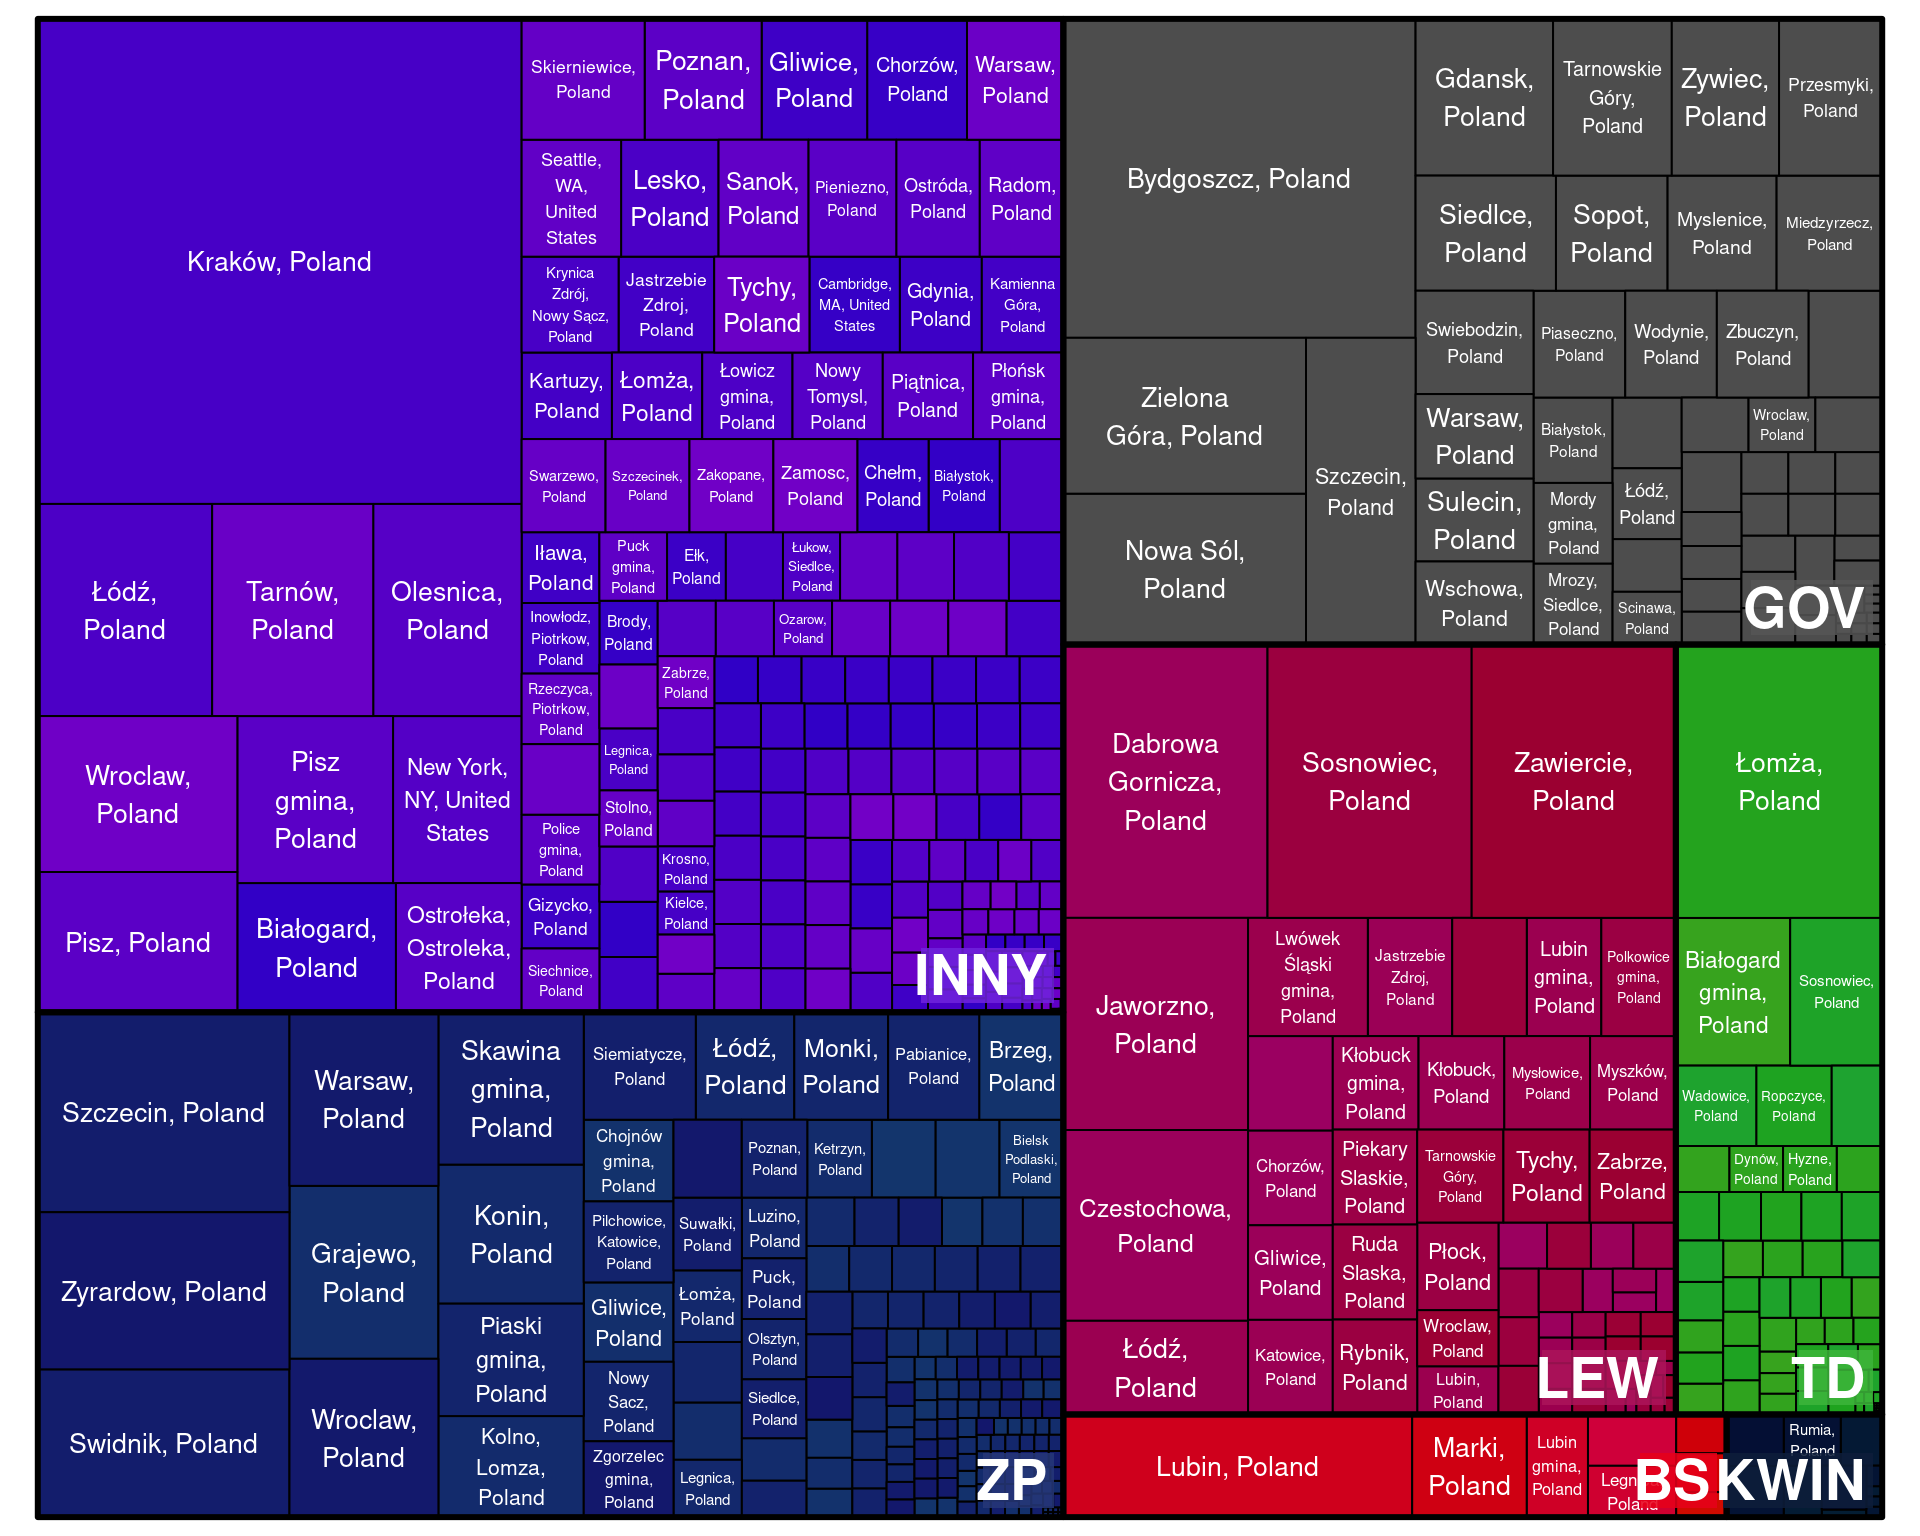 Kraków, Poland
Łódź,
Poland
Tarnów,
Poland
Olesnica,
Poland
Wroclaw,
Poland
Pisz
gmina,
Poland
New York,
NY, United
States
Pisz, Poland
Białogard,
Poland
Ostrołeka,
Ostroleka,
Poland
Skierniewice,
Poland
Poznan,
Poland
Gliwice,
Poland
Chorzów,
Poland
Warsaw,
Poland
Seattle,
WA,
United
States
Lesko,
Poland
Sanok,
Poland
Pieniezno,
Poland
Ostróda,
Poland
Radom,
Poland
Krynica
Zdrój,
Nowy Sącz,
Poland
Jastrzebie
Zdroj,
Poland
Tychy,
Poland
Cambridge,
MA, United
States
Gdynia,
Poland
Kamienna
Góra,
Poland
Kartuzy,
Poland
Łomża,
Poland
Łowicz
gmina,
Poland
Nowy
Tomysl,
Poland
Piątnica,
Poland
Płońsk
gmina,
Poland
Swarzewo,
Poland
Szczecinek,
Poland
Zakopane,
Poland
Zamosc,
Poland
Chełm,
Poland
Białystok,
Poland
Iława,
Poland
Puck
gmina,
Poland
Ełk,
Poland
Łukow,
Siedlce,
Poland
Inowłodz,
Piotrkow,
Poland
Brody,
Poland
Ozarow,
Poland
Rzeczyca,
Piotrkow,
Poland
Zabrze,
Poland
Legnica,
Poland
Police
gmina,
Poland
Stolno,
Poland
Krosno,
Poland
Gizycko,
Poland
Kielce,
Poland
Siechnice,
Poland
INNY
Bydgoszcz, Poland
Zielona
Góra, Poland
Nowa Sól,
Poland
Szczecin,
Poland
Gdansk,
Poland
Tarnowskie
Góry,
Poland
Zywiec,
Poland
Przesmyki,
Poland
Siedlce,
Poland
Sopot,
Poland
Myslenice,
Poland
Miedzyrzecz,
Poland
Swiebodzin,
Poland
Piaseczno,
Poland
Wodynie,
Poland
Zbuczyn,
Poland
Warsaw,
Poland
Białystok,
Poland
Wroclaw,
Poland
Sulecin,
Poland
Mordy
gmina,
Poland
Łódź,
Poland
Wschowa,
Poland
Mrozy,
Siedlce,
Poland
Scinawa,
Poland
GOV
Dabrowa
Gornicza,
Poland
Sosnowiec,
Poland
Zawiercie,
Poland
Jaworzno,
Poland
Czestochowa,
Poland
Łódź,
Poland
Lwówek
Śląski
gmina,
Poland
Jastrzebie
Zdroj,
Poland
Lubin
gmina,
Poland
Polkowice
gmina,
Poland
Kłobuck
gmina,
Poland
Kłobuck,
Poland
Mysłowice,
Poland
Myszków,
Poland
Chorzów,
Poland
Piekary
Slaskie,
Poland
Tarnowskie
Góry,
Poland
Tychy,
Poland
Zabrze,
Poland
Gliwice,
Poland
Ruda
Slaska,
Poland
Płock,
Poland
Katowice,
Poland
Rybnik,
Poland
Wroclaw,
Poland
Lubin,
Poland
LEW
Łomża,
Poland
Białogard
gmina,
Poland
Sosnowiec,
Poland
Wadowice,
Poland
Ropczyce,
Poland
Dynów,
Poland
Hyzne,
Poland
TD
Szczecin, Poland
Zyrardow, Poland
Swidnik, Poland
Warsaw,
Poland
Grajewo,
Poland
Wroclaw,
Poland
Skawina
gmina,
Poland
Konin,
Poland
Piaski
gmina,
Poland
Kolno,
Lomza,
Poland
Siemiatycze,
Poland
Łódź,
Poland
Monki,
Poland
Pabianice,
Poland
Brzeg,
Poland
Chojnów
gmina,
Poland
Poznan,
Poland
Ketrzyn,
Poland
Bielsk
Podlaski,
Poland
Pilchowice,
Katowice,
Poland
Suwałki,
Poland
Luzino,
Poland
Gliwice,
Poland
Łomża,
Poland
Puck,
Poland
Olsztyn,
Poland
Nowy
Sacz,
Poland
Siedlce,
Poland
Zgorzelec
gmina,
Poland
Legnica,
Poland
ZP
Lubin, Poland
Marki,
Poland
Lubin
gmina,
Poland
BS
Rumia,
Poland
KWIN